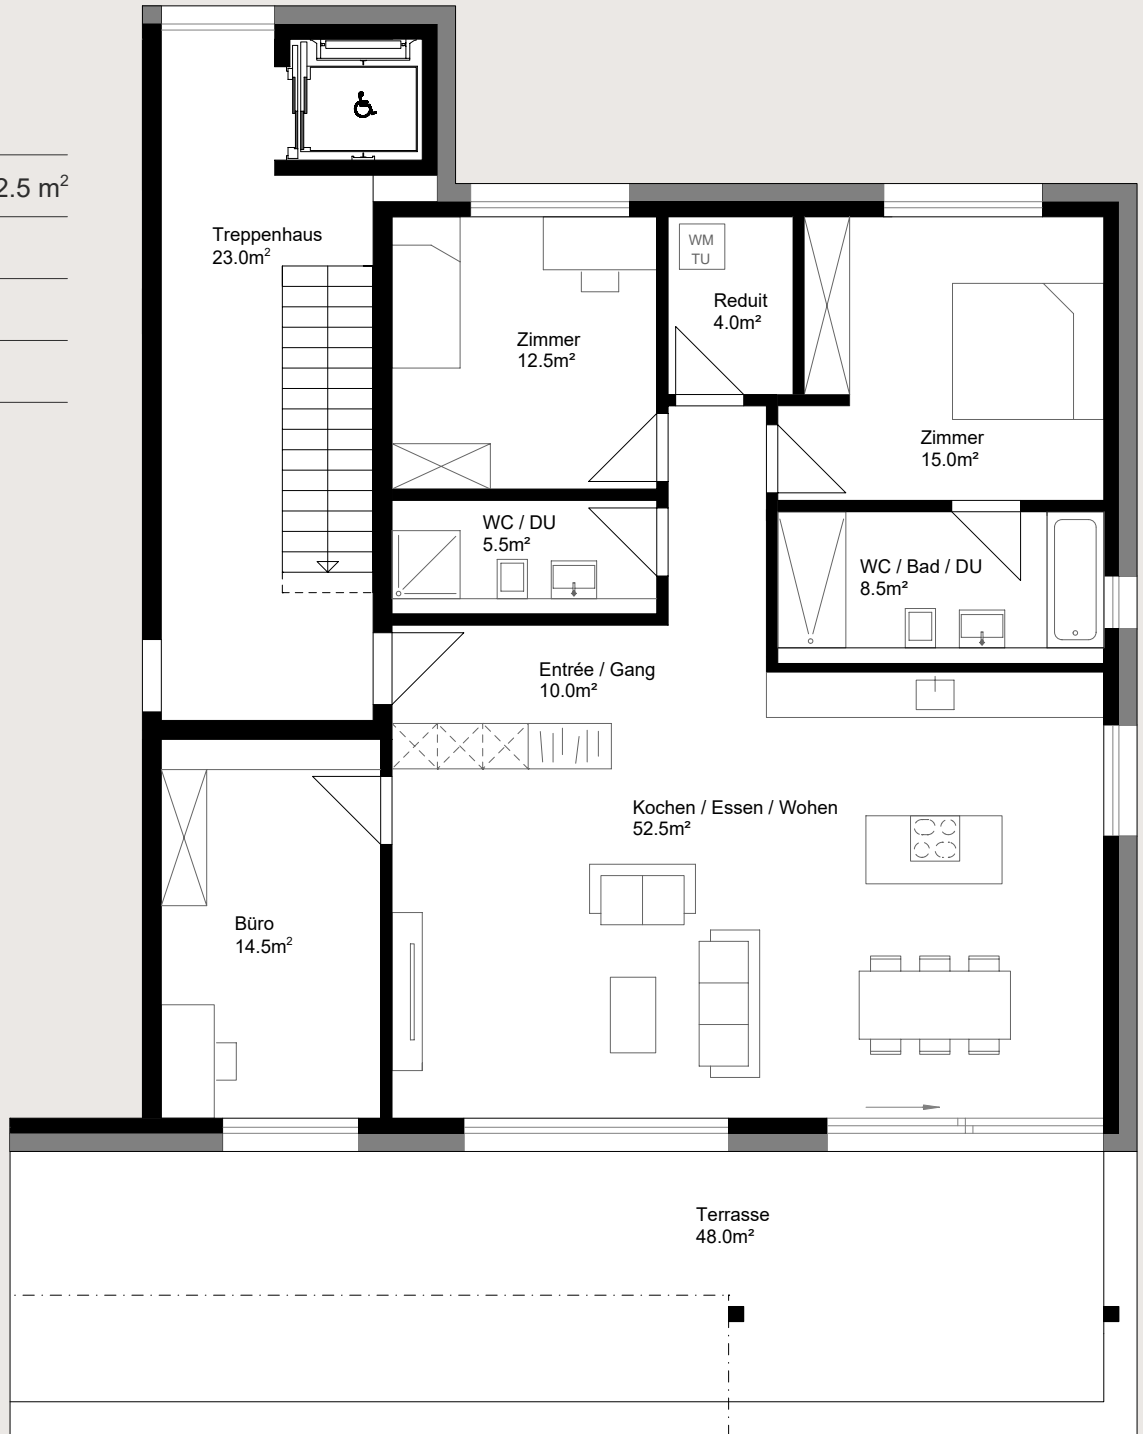 2.5 m²
Treppenhaus
23.0m²
WM
TU
Reduit
4.0m²
Zimmer
12.5m²
Zimmer
15.0m²
WC / DU
5.5m²
WC / Bad / DU
8.5m²
Entrée / Gang
10.0m²
Kochen / Essen / Wohen
52.5m²
Büro
14.5m²
Terrasse
48.0m²